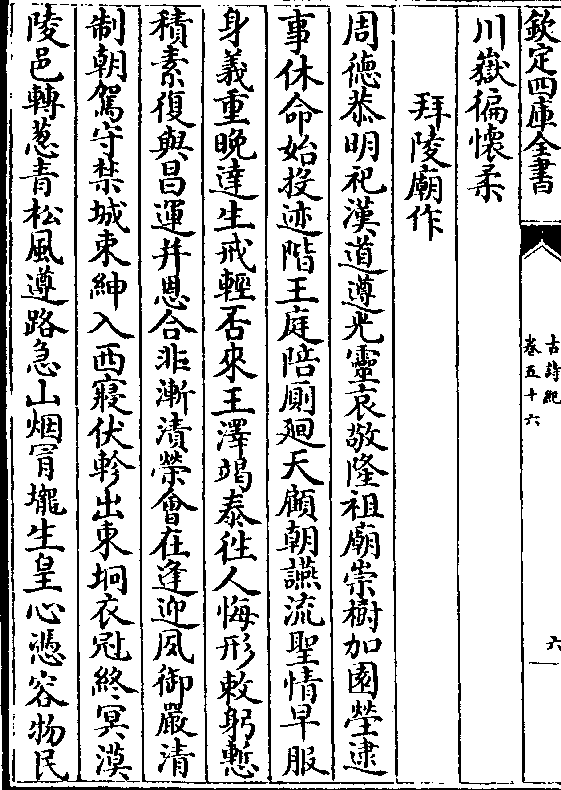 欽定四庫全書
古詩紀
卷五十六
六
川嶽徧懷柔
拜陵廟作
周德恭明祀漢道遵光靈哀敬隆祖廟崇樹加園塋逮
事休命始投迹階王庭陪厠廻天顧朝讌流聖情早服
身義重晚達生戒輕否來王澤竭泰往人悔形敕躬慙
積素復與昌運并恩合非漸漬榮會在逢迎夙御嚴清
制朝駕守禁城束紳入西寢伏軫出東坰衣冠終冥漠
陵邑轉葱青松風遵路急山烟冐壠生皇心憑容物民